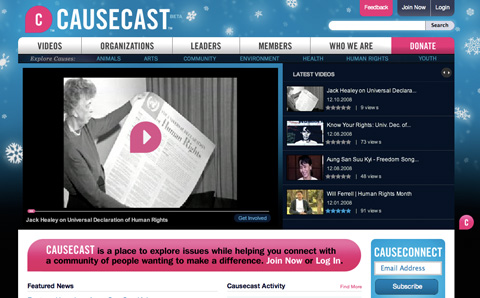 Feedback
Join Now
Login
C CAUSECAST BETA
Search
VIDEOS
ORGANIZATIONS
LEADERS
MEMBERS
WHO WE ARE
DONATE
Explore Causes:
ANIMALS
ARTS
COMMUNITY
ENVIRONMENT
HEALTH
HUMAN RIGHTS
YOUTH
Human Rights
Jack Healey on Universal Declaration of Human Rights
Get Involved
LATEST VIDEOS
Jack Healey on Universal Declara...
12.10.2008
| 9 views
Know Your Rights: Univ. Dec. of...
12.08.2008
| 73 views
Aung San Suu Kyi - Freedom Song...
12.08.2008
| 48 views
Will Ferrell | Human Rights Month
12.01.2008
| 91 views
C
CAUSECAST is a place to explore issues while helping you connect with
a community of people wanting to make a difference. Join Now or Log In.
CAUSECONNECT
Email Address
Subscribe
Featured News
Causecast Activity
Find More